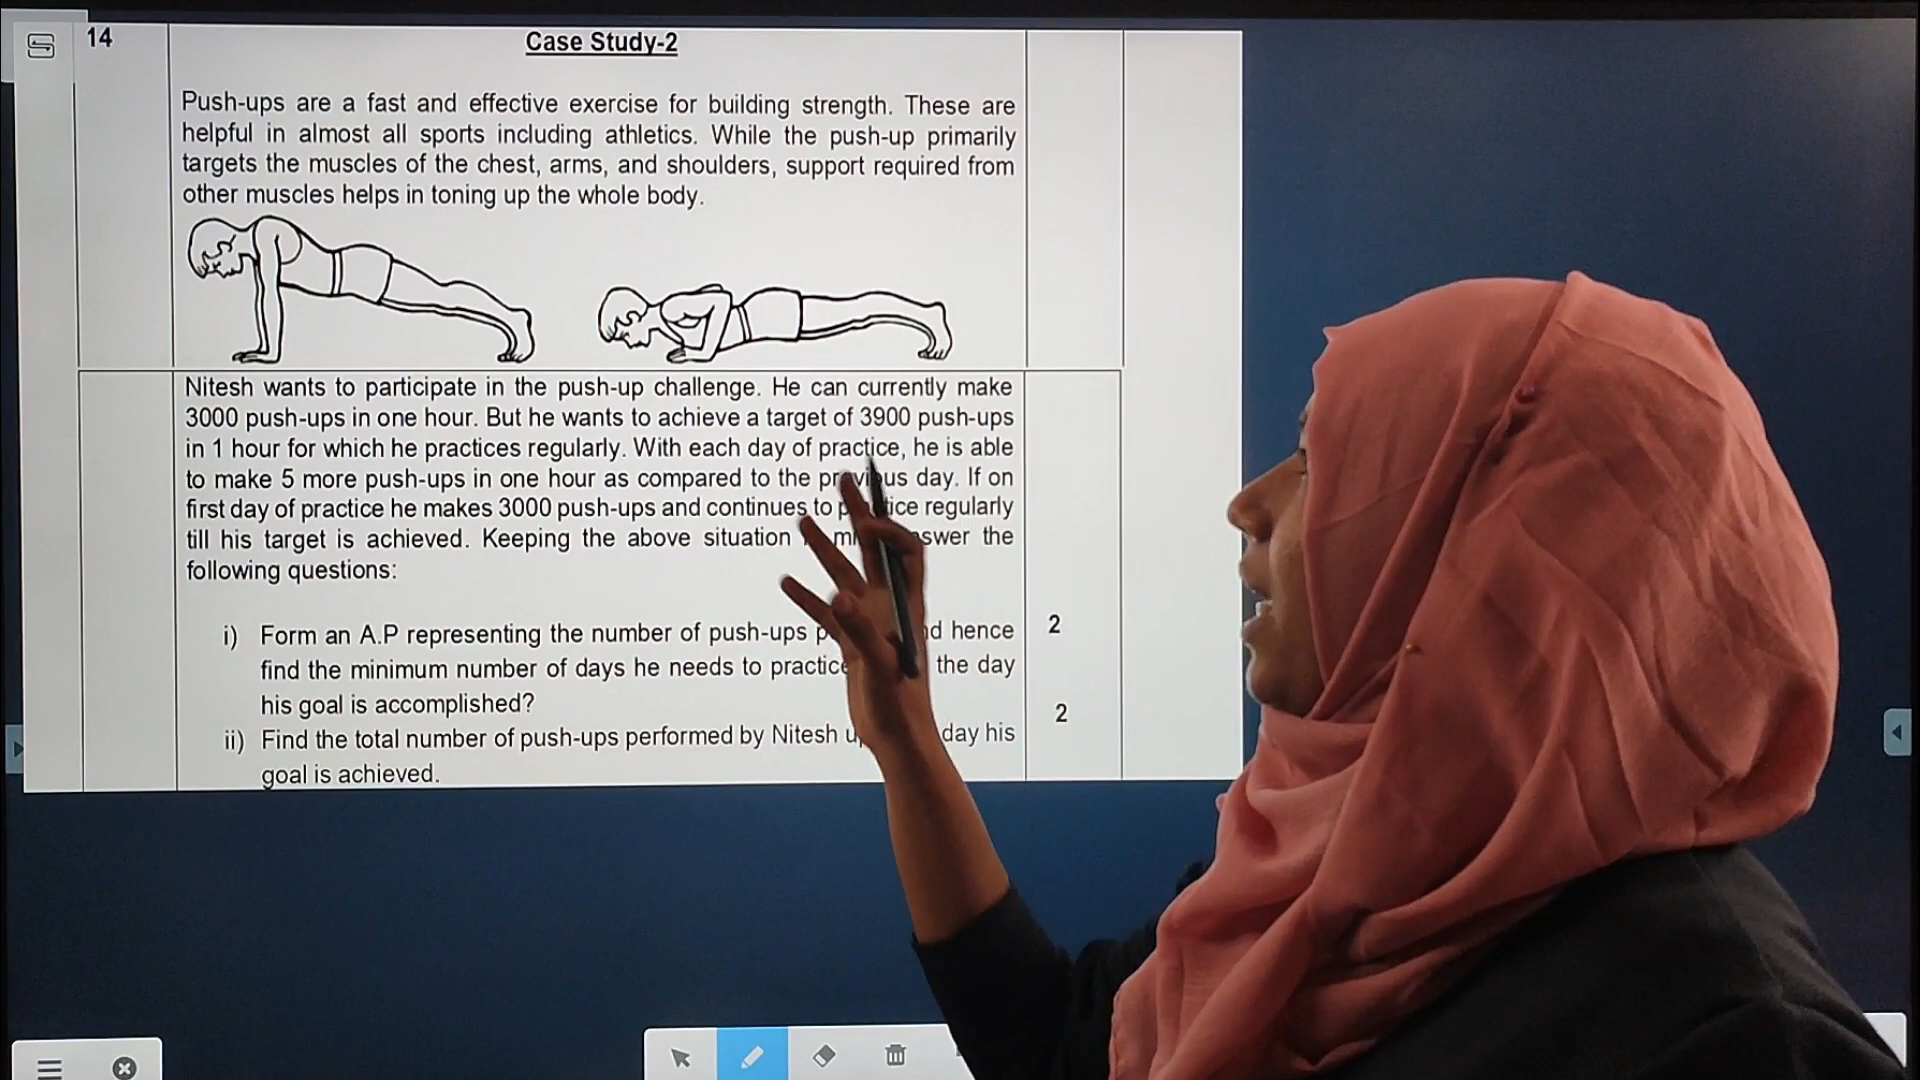 14
Case Study-2
Push-ups are a fast and effective exercise for building strength. These are
helpful in almost all sports including athletics. While the push-up primarily
targets the muscles of the chest, arms, and shoulders, support required from
other muscles helps in toning up the whole body.
Nitesh wants to participate in the push-up challenge. He can currently make
3000 push-ups in one hour. But he wants to achieve a target of 3900 push-ups
in 1 hour for which he practices regularly. With each day of practice, he is able
to make 5 more push-ups in one hour as compared to the previous day. If on
first day of practice he makes 3000 push-ups and continues to practice regularly
till his target is achieved. Keeping the above situation answer the
following questions:
i) Form an A.P representing the number of push-ups hence 2
find the minimum number of days he needs to practice the day
his goal is accomplished?
2
ii) Find the total number of push-ups performed by Nitesh day his
goal is achieved.